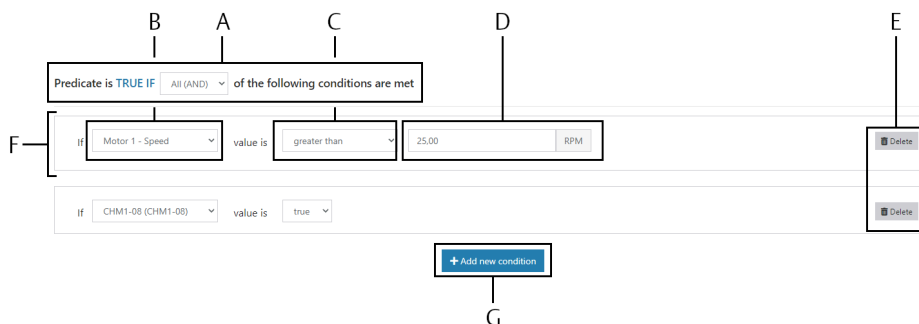 B A C D E
Predicate is TRUE IF All (AND) of the following conditions are met
F
If Motor 1 - Speed value is greater than 25,00 RPM Delete
If CHM1-08 (CHM1-08) value is true Delete
+ Add new condition
G